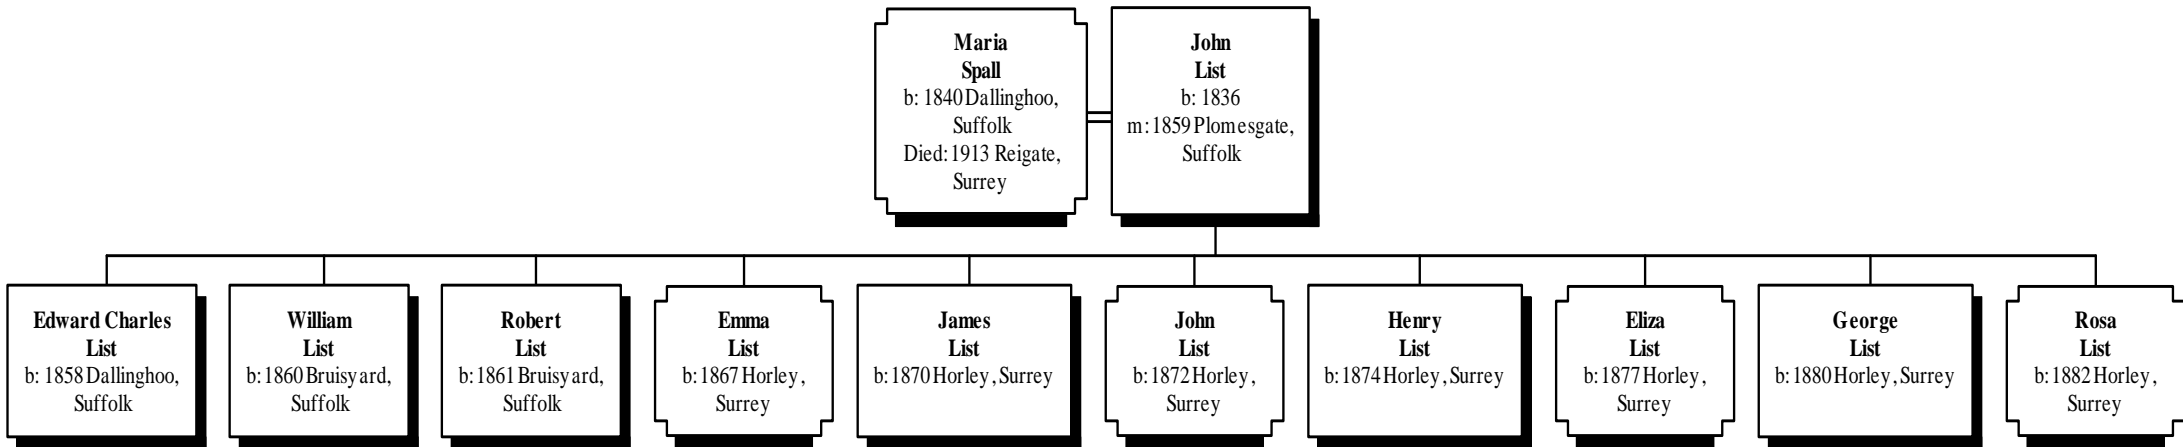 Maria
Spall
b: 1840 Dallinghoo,
Suffolk
Died: 1913 Reigate,
Surrey
John
List
b: 1836
m: 1859 Plomesgate,
Suffolk
Edward Charles
List
b: 1858 Dallinghoo,
Suffolk
William
List
b: 1860 Bruisyard,
Suffolk
Robert
List
b: 1861 Bruisyard,
Suffolk
Emma
List
b: 1867 Horley,
Surrey
James
List
b: 1870 Horley, Surrey
John
List
b: 1872 Horley,
Surrey
Henry
List
b: 1874 Horley, Surrey
Eliza
List
b: 1877 Horley,
Surrey
George
List
b: 1880 Horley, Surrey
Rosa
List
b: 1882 Horley,
Surrey